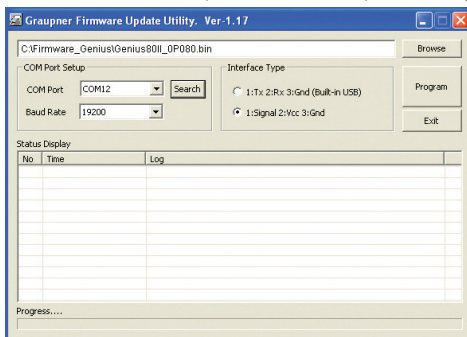 Graupner Firmware Update Utility. Ver-1.17
C:\Firmware_Genius\Genius80II_0P080.bin
Browse
COM Port Setup
COM Port
COM12
Search
Baud Rate
19200
Interface Type
1:Tx 2:Rx 3:Gnd (Built-in USB)
1:Signal 2:Vcc 3:Gnd
Program
Exit
Status Display
No Time Log
Progress....